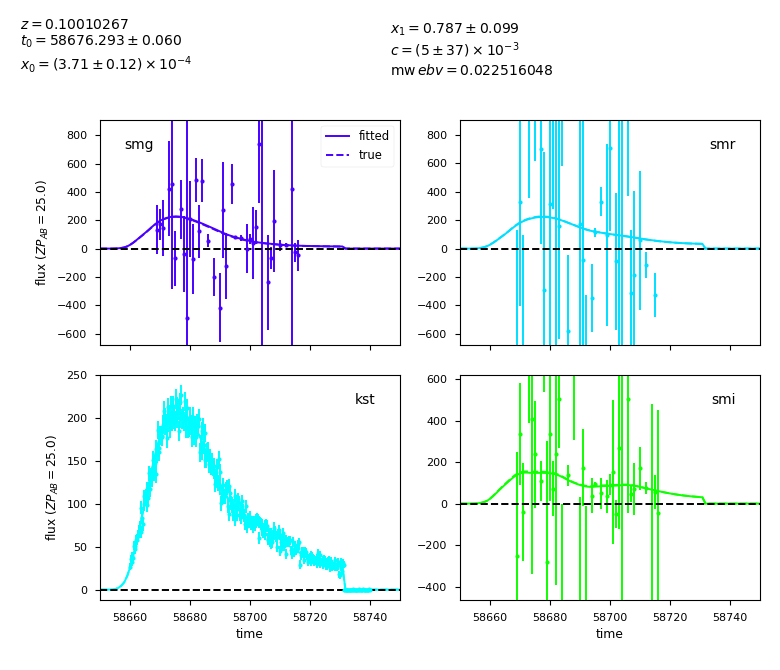 z = 0.10010267
t₀ = 58676.293 ± 0.060
x₀ = (3.71 ± 0.12) × 10⁻⁴
x₁ = 0.787 ± 0.099
c = (5 ± 37) × 10⁻³
mw ebv = 0.022516048
smg
fitted
true
800
600
400
200
0
−200
−400
−600
flux (ZP_AB = 25.0)
smr
800
600
400
200
0
−200
−400
−600
kst
250
200
150
100
50
0
flux (ZP_AB = 25.0)
58660 58680 58700 58720 58740
time
smi
600
400
200
0
−200
−400
58660 58680 58700 58720 58740
time